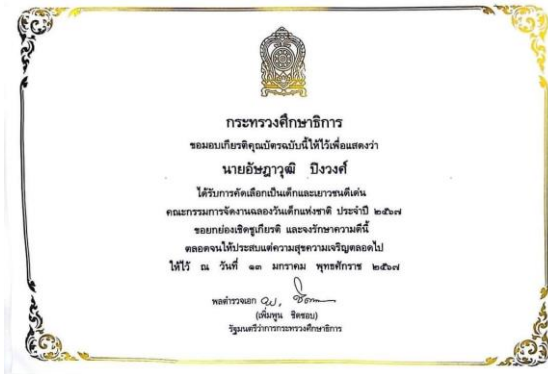 กระทรวงศึกษาธิการ
ขอมอบเกียรติคุณบัตรฉบับนี้ให้ไว้เพื่อแสดงว่า
นายอัษฎาวุฒิ ปิงวงศ์
ได้รับการคัดเลือกเป็นเด็กและเยาวชนดีเด่น
คณะกรรมการจัดงานฉลองวันเด็กแห่งชาติ ประจำปี ๒๕๖๗
ขอยกย่องเชิดชูเกียรติ และจงรักษาความดีนี้
ตลอดจนให้ประสบแต่ความสุขความเจริญตลอดไป
ให้ไว้ ณ วันที่ ๑๓ มกราคม พุทธศักราช ๒๕๖๗
พลตำรวจเอก
(เพิ่มพูน ชิดชอบ)
รัฐมนตรีว่าการกระทรวงศึกษาธิการ